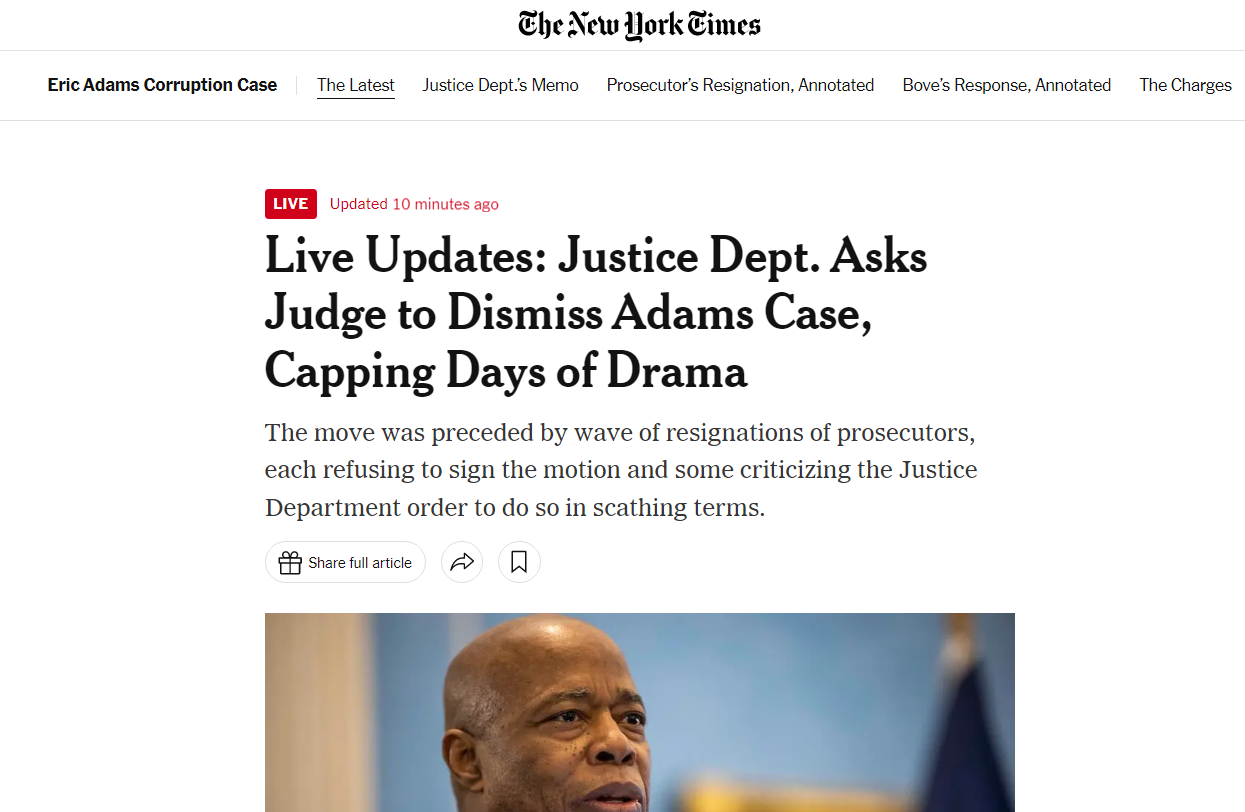 The New York Times
Eric Adams Corruption Case The Latest Justice Dept.'s Memo Prosecutor's Resignation, Annotated Bove's Response, Annotated The Charges
LIVE Updated 10 minutes ago
Live Updates: Justice Dept. Asks
Judge to Dismiss Adams Case,
Capping Days of Drama
The move was preceded by wave of resignations of prosecutors,
each refusing to sign the motion and some criticizing the Justice
Department order to do so in scathing terms.
Share full article